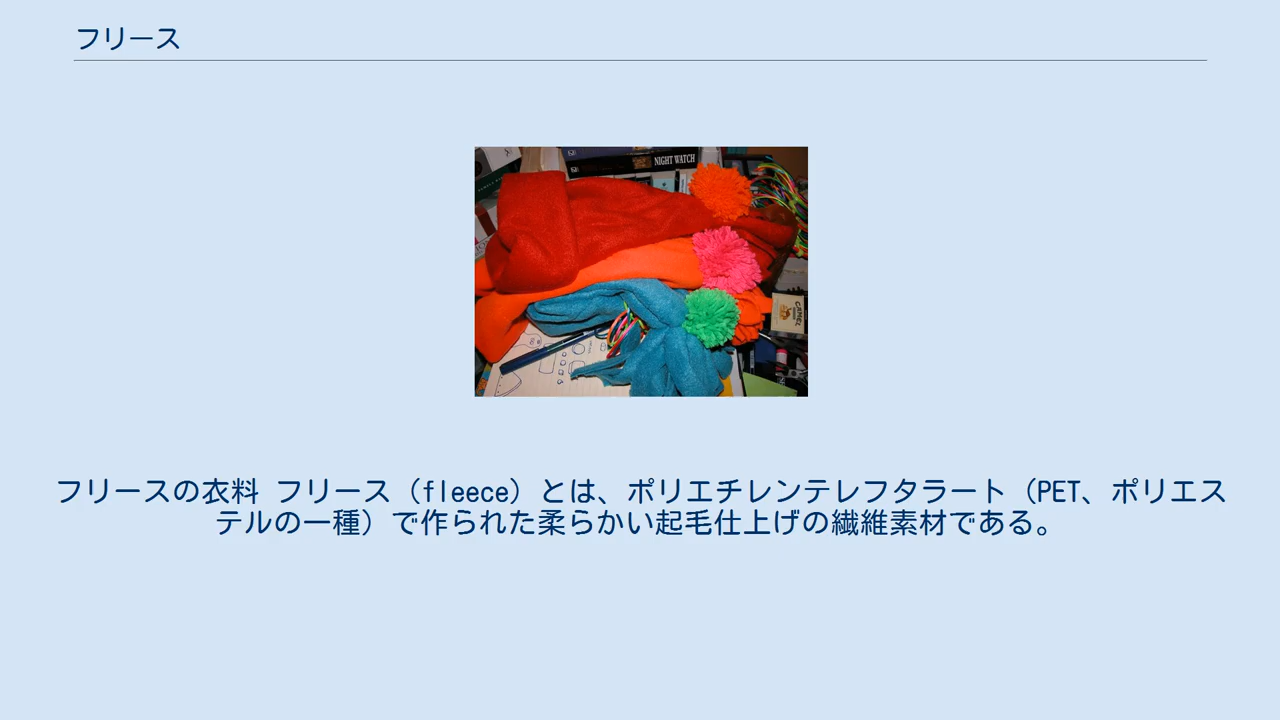 フリース
NIGHT WATCH
CAMEL
フリースの衣料 フリース（fleece）とは、ポリエチレンテレフタラート（PET、ポリエス
テルの一種）で作られた柔らかい起毛仕上げの繊維素材である。